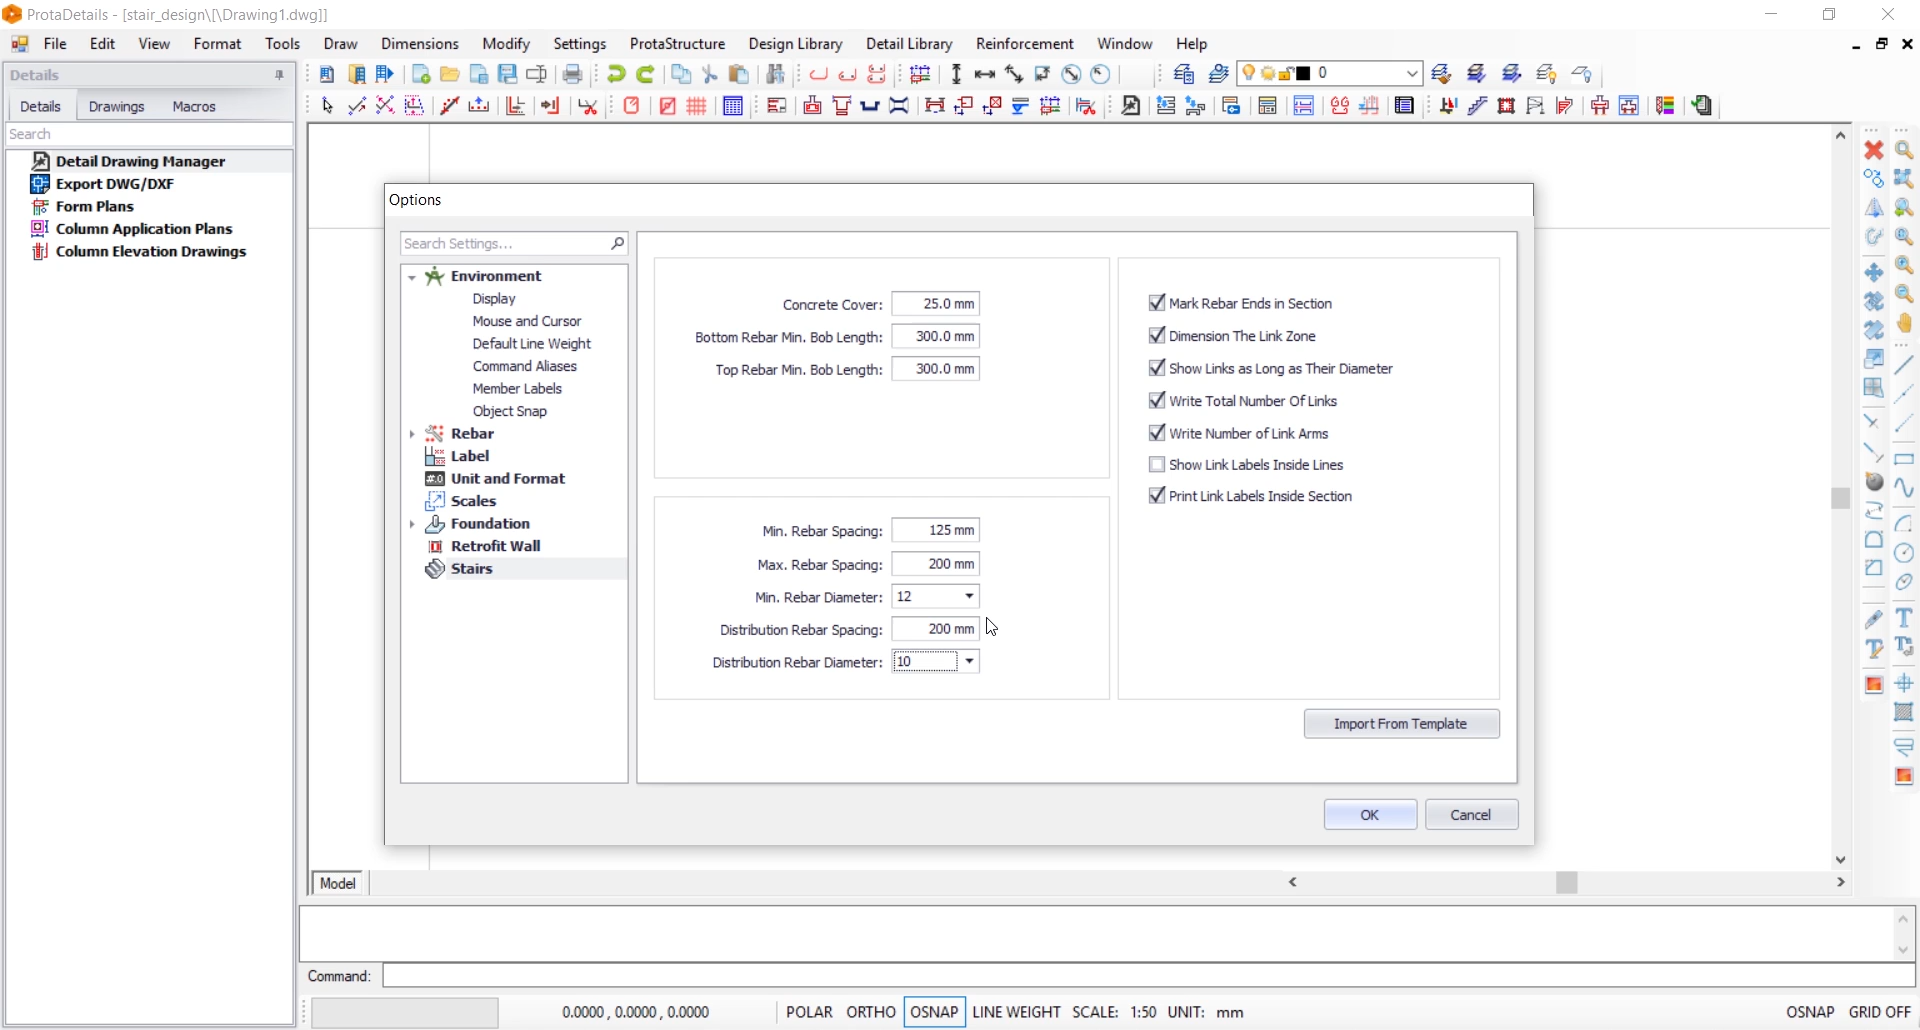 ProtaDetails - [stair_design\[\Drawing1.dwg]]
File Edit View Format Tools Draw Dimensions Modify Settings ProtaStructure Design Library Detail Library Reinforcement Window Help
Details
0
Details Drawings Macros
Search
Detail Drawing Manager
Export DWG/DXF
Form Plans
Column Application Plans
Column Elevation Drawings
Options
Search Settings...
Environment
Display
Mouse and Cursor
Default Line Weight
Command Aliases
Member Labels
Object Snap
Rebar
Label
Unit and Format
Scales
Foundation
Retrofit Wall
Stairs
Concrete Cover: 25.0 mm
Bottom Rebar Min. Bob Length: 300.0 mm
Top Rebar Min. Bob Length: 300.0 mm
Min. Rebar Spacing: 125 mm
Max. Rebar Spacing: 200 mm
Min. Rebar Diameter: 12
Distribution Rebar Spacing: 200 mm
Distribution Rebar Diameter: 10
Mark Rebar Ends in Section
Dimension The Link Zone
Show Links as Long as Their Diameter
Write Total Number Of Links
Write Number of Link Arms
Show Link Labels Inside Lines
Print Link Labels Inside Section
Import From Template
OK Cancel
Model
Command:
0.0000 , 0.0000 , 0.0000 POLAR ORTHO OSNAP LINE WEIGHT SCALE: 1:50 UNIT: mm OSNAP GRID OFF